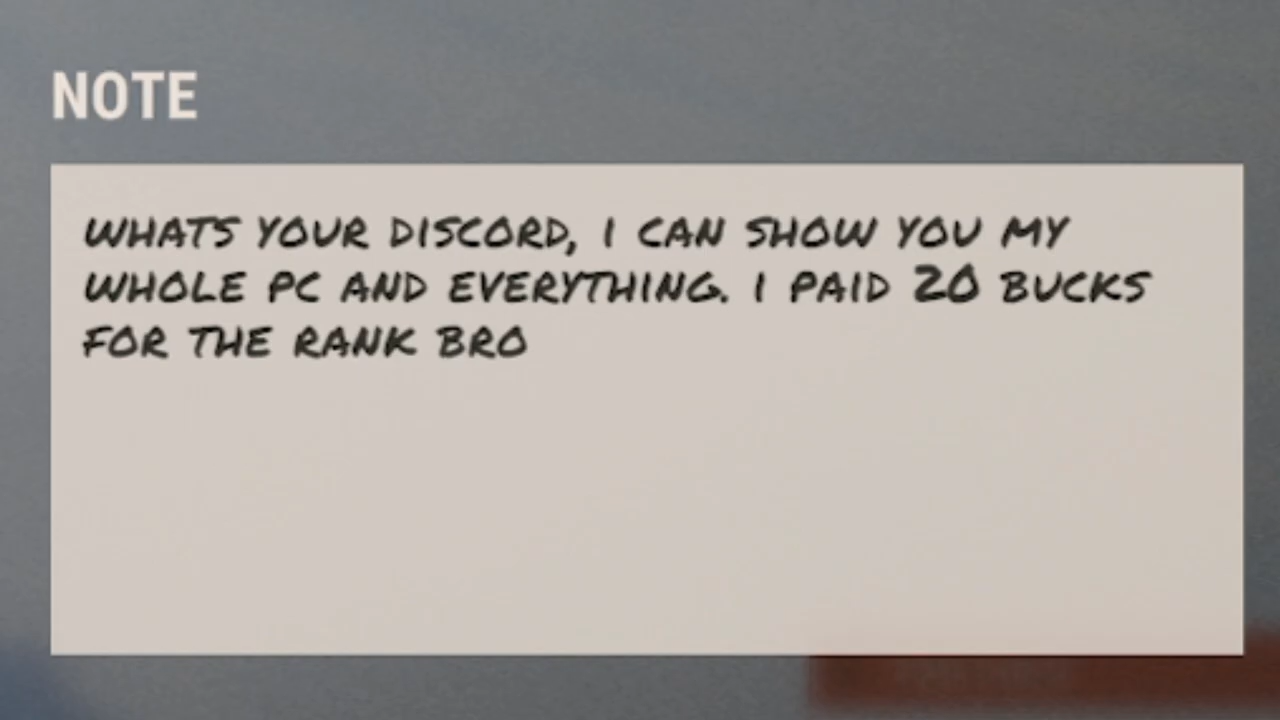 NOTE
WHATS YOUR DISCORD, I CAN SHOW YOU MY
WHOLE PC AND EVERYTHING. I PAID 20 BUCKS
FOR THE RANK BRO